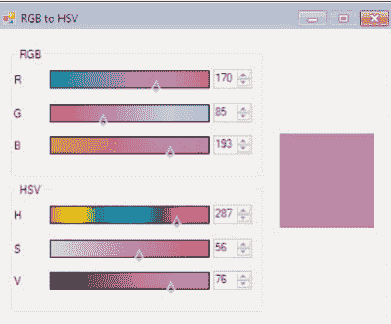 RGB to HSV
RGB
R 170
G 85
B 193
HSV
H 287
S 56
V 76